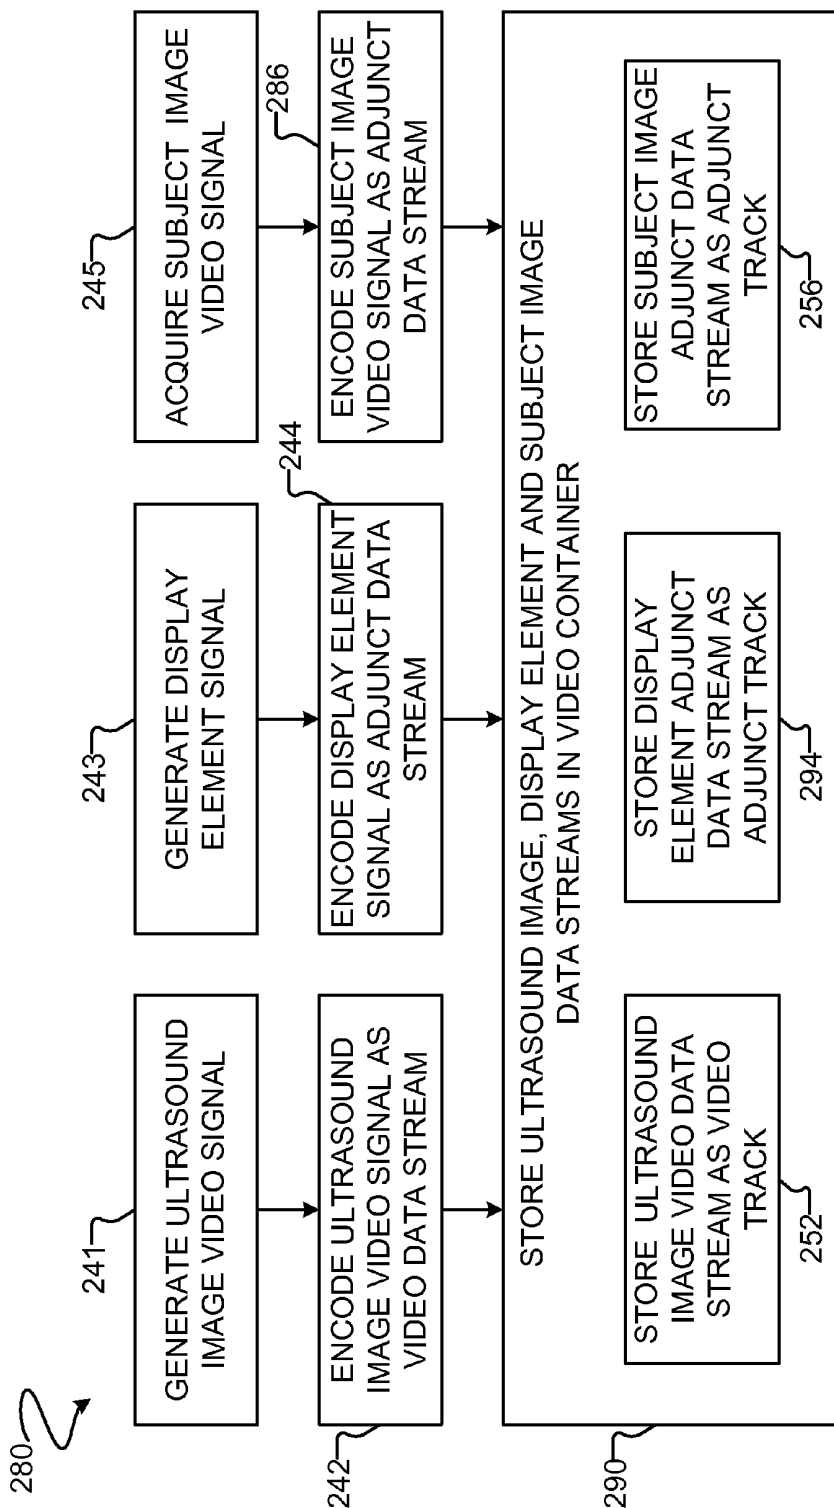 280
241
GENERATE ULTRASOUND
IMAGE VIDEO SIGNAL
243
GENERATE DISPLAY
ELEMENT SIGNAL
245
ACQUIRE SUBJECT IMAGE
VIDEO SIGNAL
242
ENCODE ULTRASOUND
IMAGE VIDEO SIGNAL AS
VIDEO DATA STREAM
244
ENCODE DISPLAY ELEMENT
SIGNAL AS ADJUNCT DATA
STREAM
286
ENCODE SUBJECT IMAGE
VIDEO SIGNAL AS ADJUNCT
DATA STREAM
290
STORE ULTRASOUND IMAGE, DISPLAY ELEMENT AND SUBJECT IMAGE
DATA STREAMS IN VIDEO CONTAINER
STORE ULTRASOUND
IMAGE VIDEO DATA
STREAM AS VIDEO
TRACK
252
STORE DISPLAY
ELEMENT ADJUNCT
DATA STREAM AS
ADJUNCT TRACK
294
STORE SUBJECT IMAGE
ADJUNCT DATA
STREAM AS ADJUNCT
TRACK
256